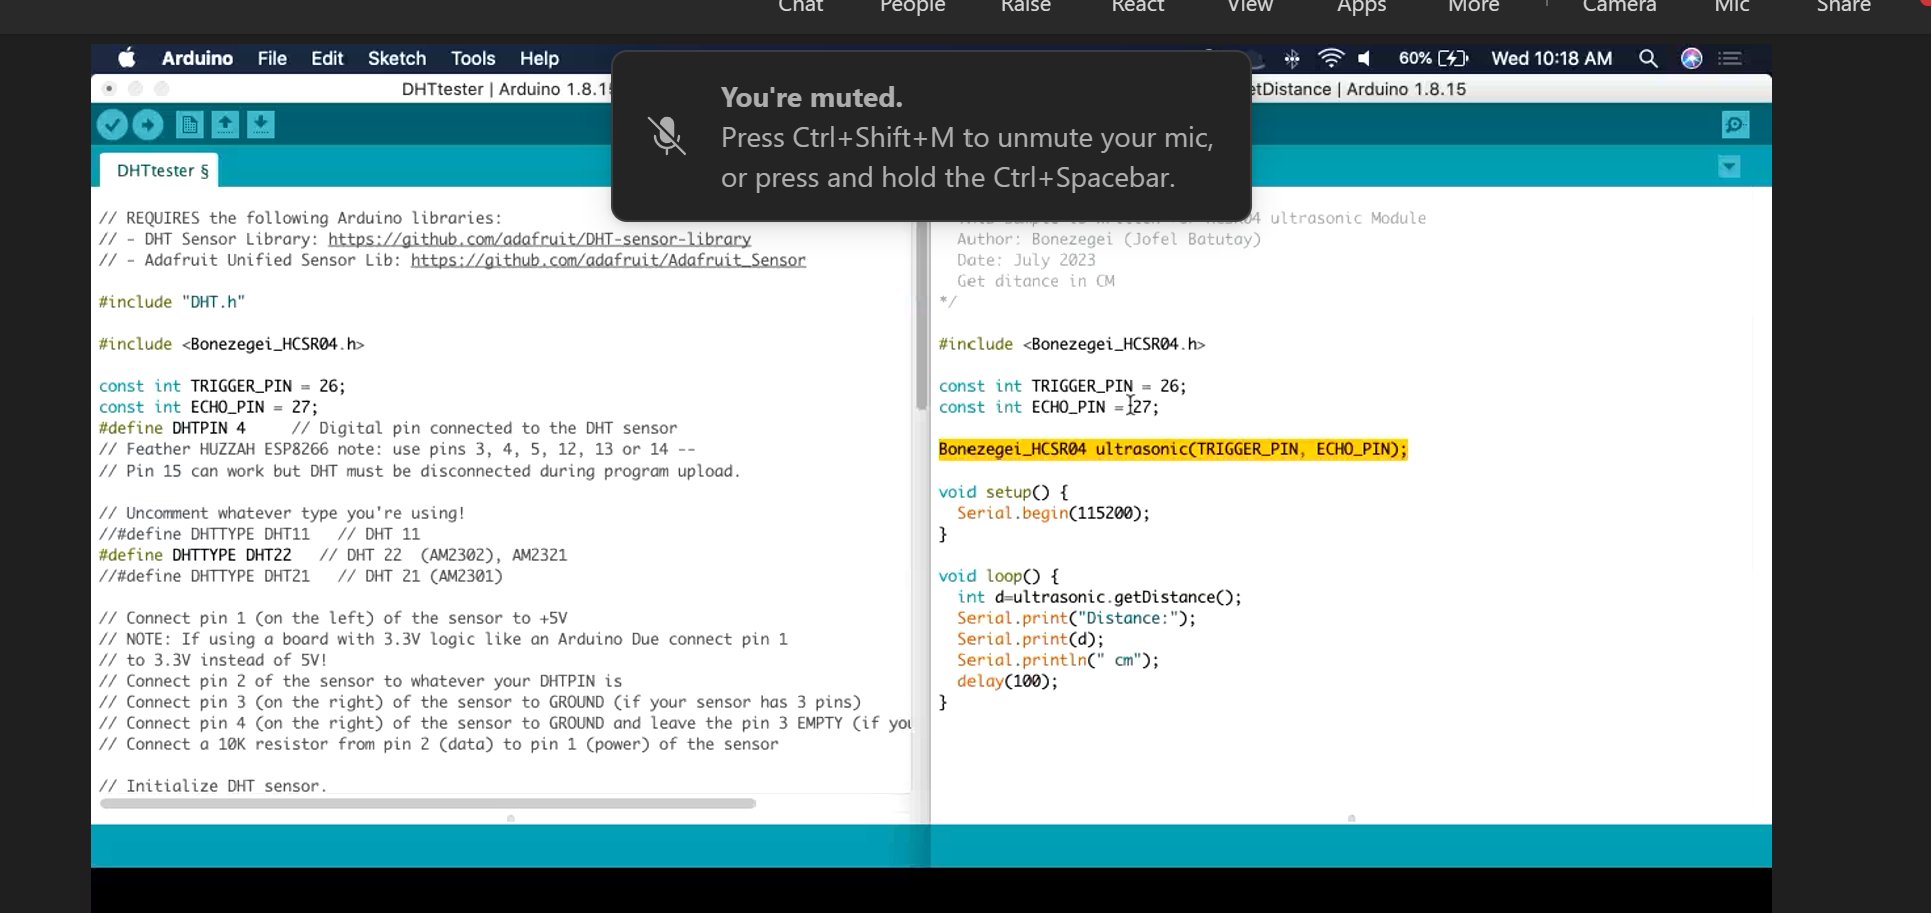 Chat People Raise React View Apps More Camera Mic Share
Arduino File Edit Sketch Tools Help
60% Wed 10:18 AM
You're muted.
Press Ctrl+Shift+M to unmute your mic,
or press and hold the Ctrl+Spacebar.
DHTtester | Arduino 1.8.1
DHTtester §
// REQUIRES the following Arduino libraries:
// - DHT Sensor Library: https://github.com/adafruit/DHT-sensor-library
// - Adafruit Unified Sensor Lib: https://github.com/adafruit/Adafruit_Sensor
#include "DHT.h"
#include <Bonezegei_HCSR04.h>
const int TRIGGER_PIN = 26;
const int ECHO_PIN = 27;
#define DHTPIN 4     // Digital pin connected to the DHT sensor
// Feather HUZZAH ESP8266 note: use pins 3, 4, 5, 12, 13 or 14 --
// Pin 15 can work but DHT must be disconnected during program upload.
// Uncomment whatever type you're using!
//#define DHTTYPE DHT11   // DHT 11
#define DHTTYPE DHT22   // DHT 22  (AM2302), AM2321
//#define DHTTYPE DHT21   // DHT 21 (AM2301)
// Connect pin 1 (on the left) of the sensor to +5V
// NOTE: If using a board with 3.3V logic like an Arduino Due connect pin 1
// to 3.3V instead of 5V!
// Connect pin 2 of the sensor to whatever your DHTPIN is
// Connect pin 3 (on the right) of the sensor to GROUND (if your sensor has 3 pins)
// Connect pin 4 (on the right) of the sensor to GROUND and leave the pin 3 EMPTY (if you
// Connect a 10K resistor from pin 2 (data) to pin 1 (power) of the sensor
// Initialize DHT sensor.
etDistance | Arduino 1.8.15
ultrasonic Module
Author: Bonezegei (Jofel Batutay)
Date: July 2023
Get ditance in CM
*/
#include <Bonezegei_HCSR04.h>
const int TRIGGER_PIN = 26;
const int ECHO_PIN = 27;
Bonezegei_HCSR04 ultrasonic(TRIGGER_PIN, ECHO_PIN);
void setup() {
Serial.begin(115200);
}
void loop() {
int d=ultrasonic.getDistance();
Serial.print("Distance:");
Serial.print(d);
Serial.println(" cm");
delay(100);
}